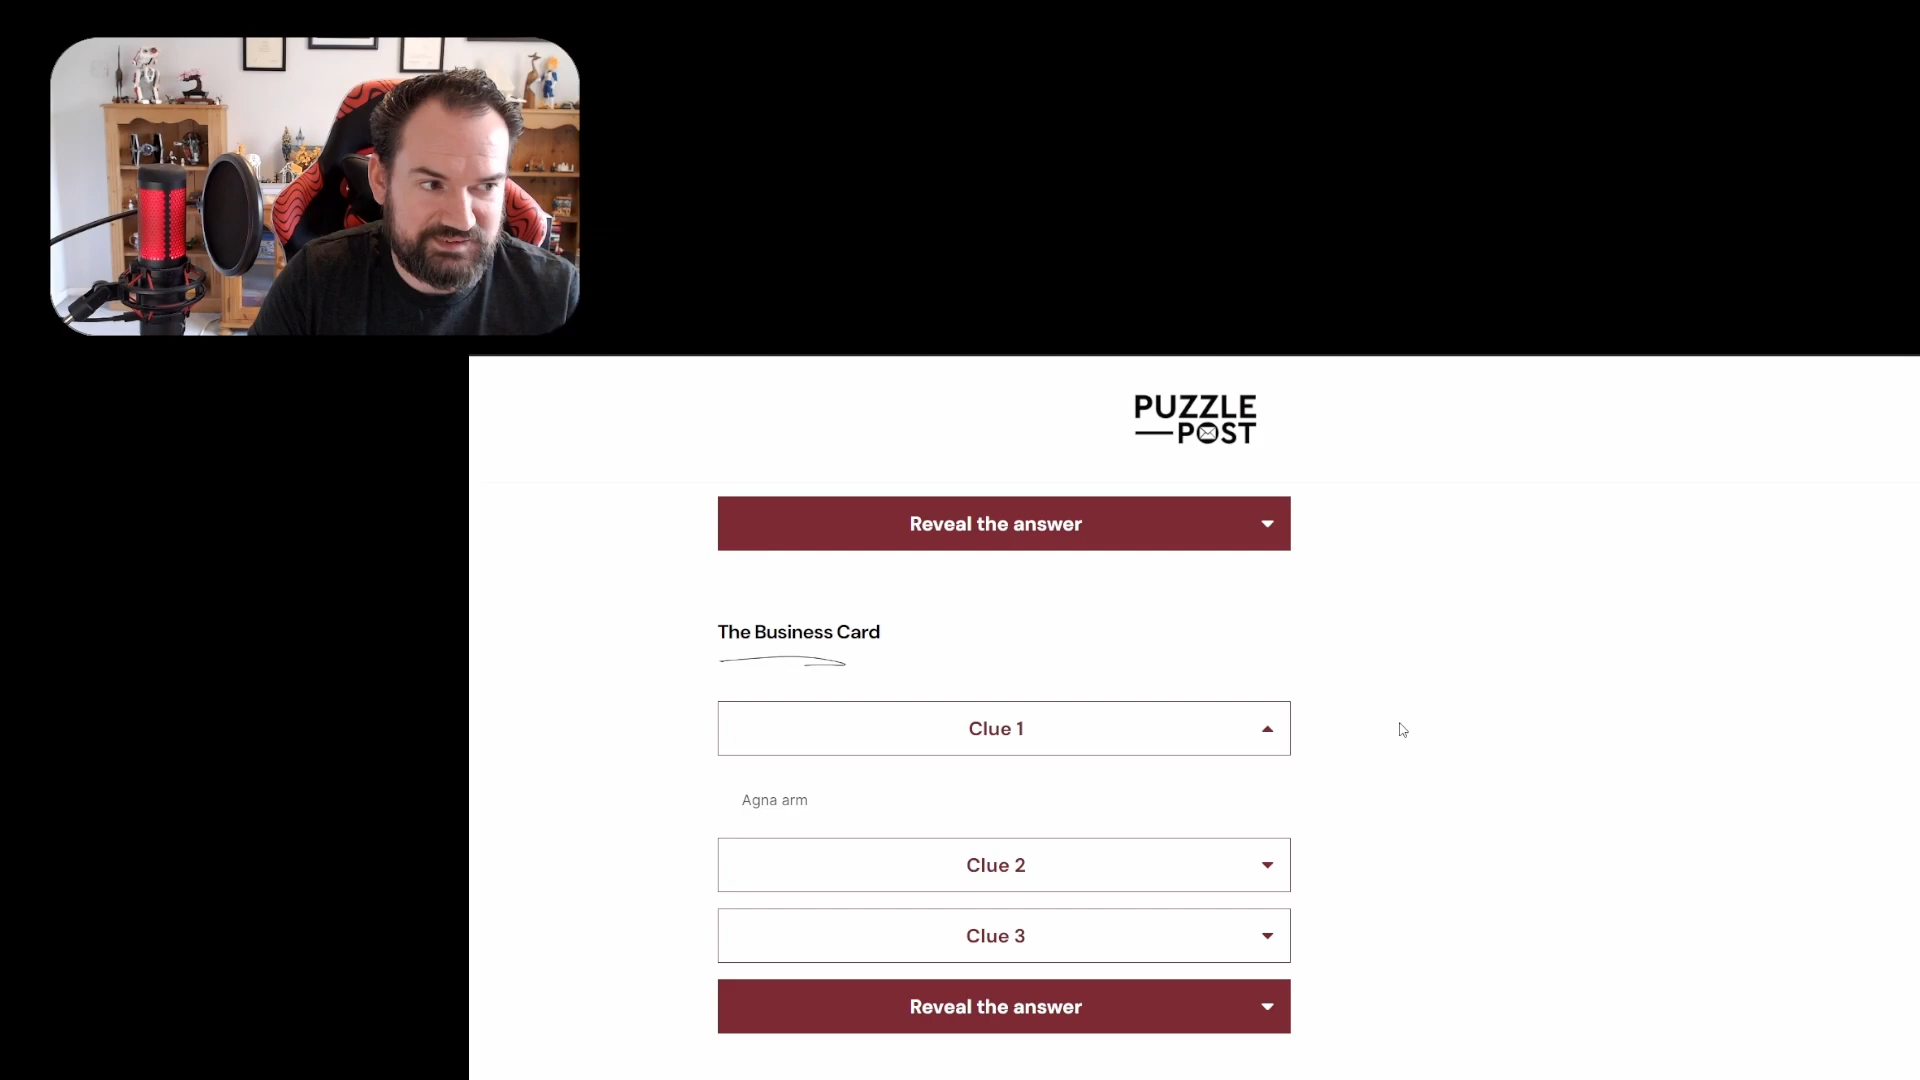 PUZZLE
POST
Reveal the answer
The Business Card
Clue 1
Agna arm
Clue 2
Clue 3
Reveal the answer